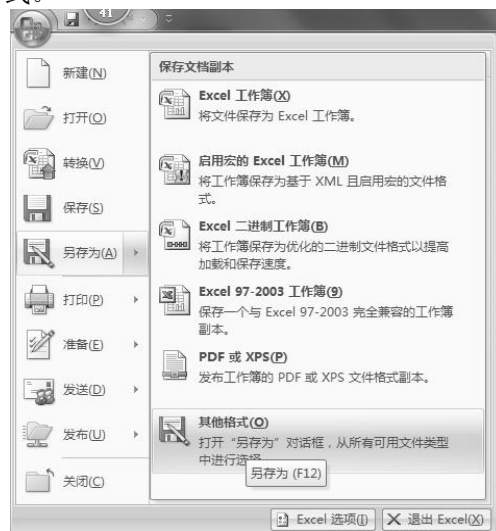 式。
41
新建(N)
打开(O)
转换(V)
保存(S)
另存为(A)
打印(P)
准备(E)
发送(D)
发布(U)
关闭(C)
保存文档副本
Excel 工作簿(X)
将文件保存为 Excel 工作簿。
启用宏的 Excel 工作簿(M)
将工作簿保存为基于 XML 且启用宏的文件格
式。
Excel 二进制工作簿(B)
将工作簿保存为优化的二进制文件格式以提高
加载和保存速度。
Excel 97-2003 工作簿(9)
保存一个与 Excel 97-2003 完全兼容的工作簿
副本。
PDF 或 XPS(P)
发布工作簿的 PDF 或 XPS 文件格式副本。
其他格式(O)
打开“另存为”对话框，从所有可用文件类型
中进行选择
另存为 (F12)
Excel 选项(I)
退出 Excel(X)